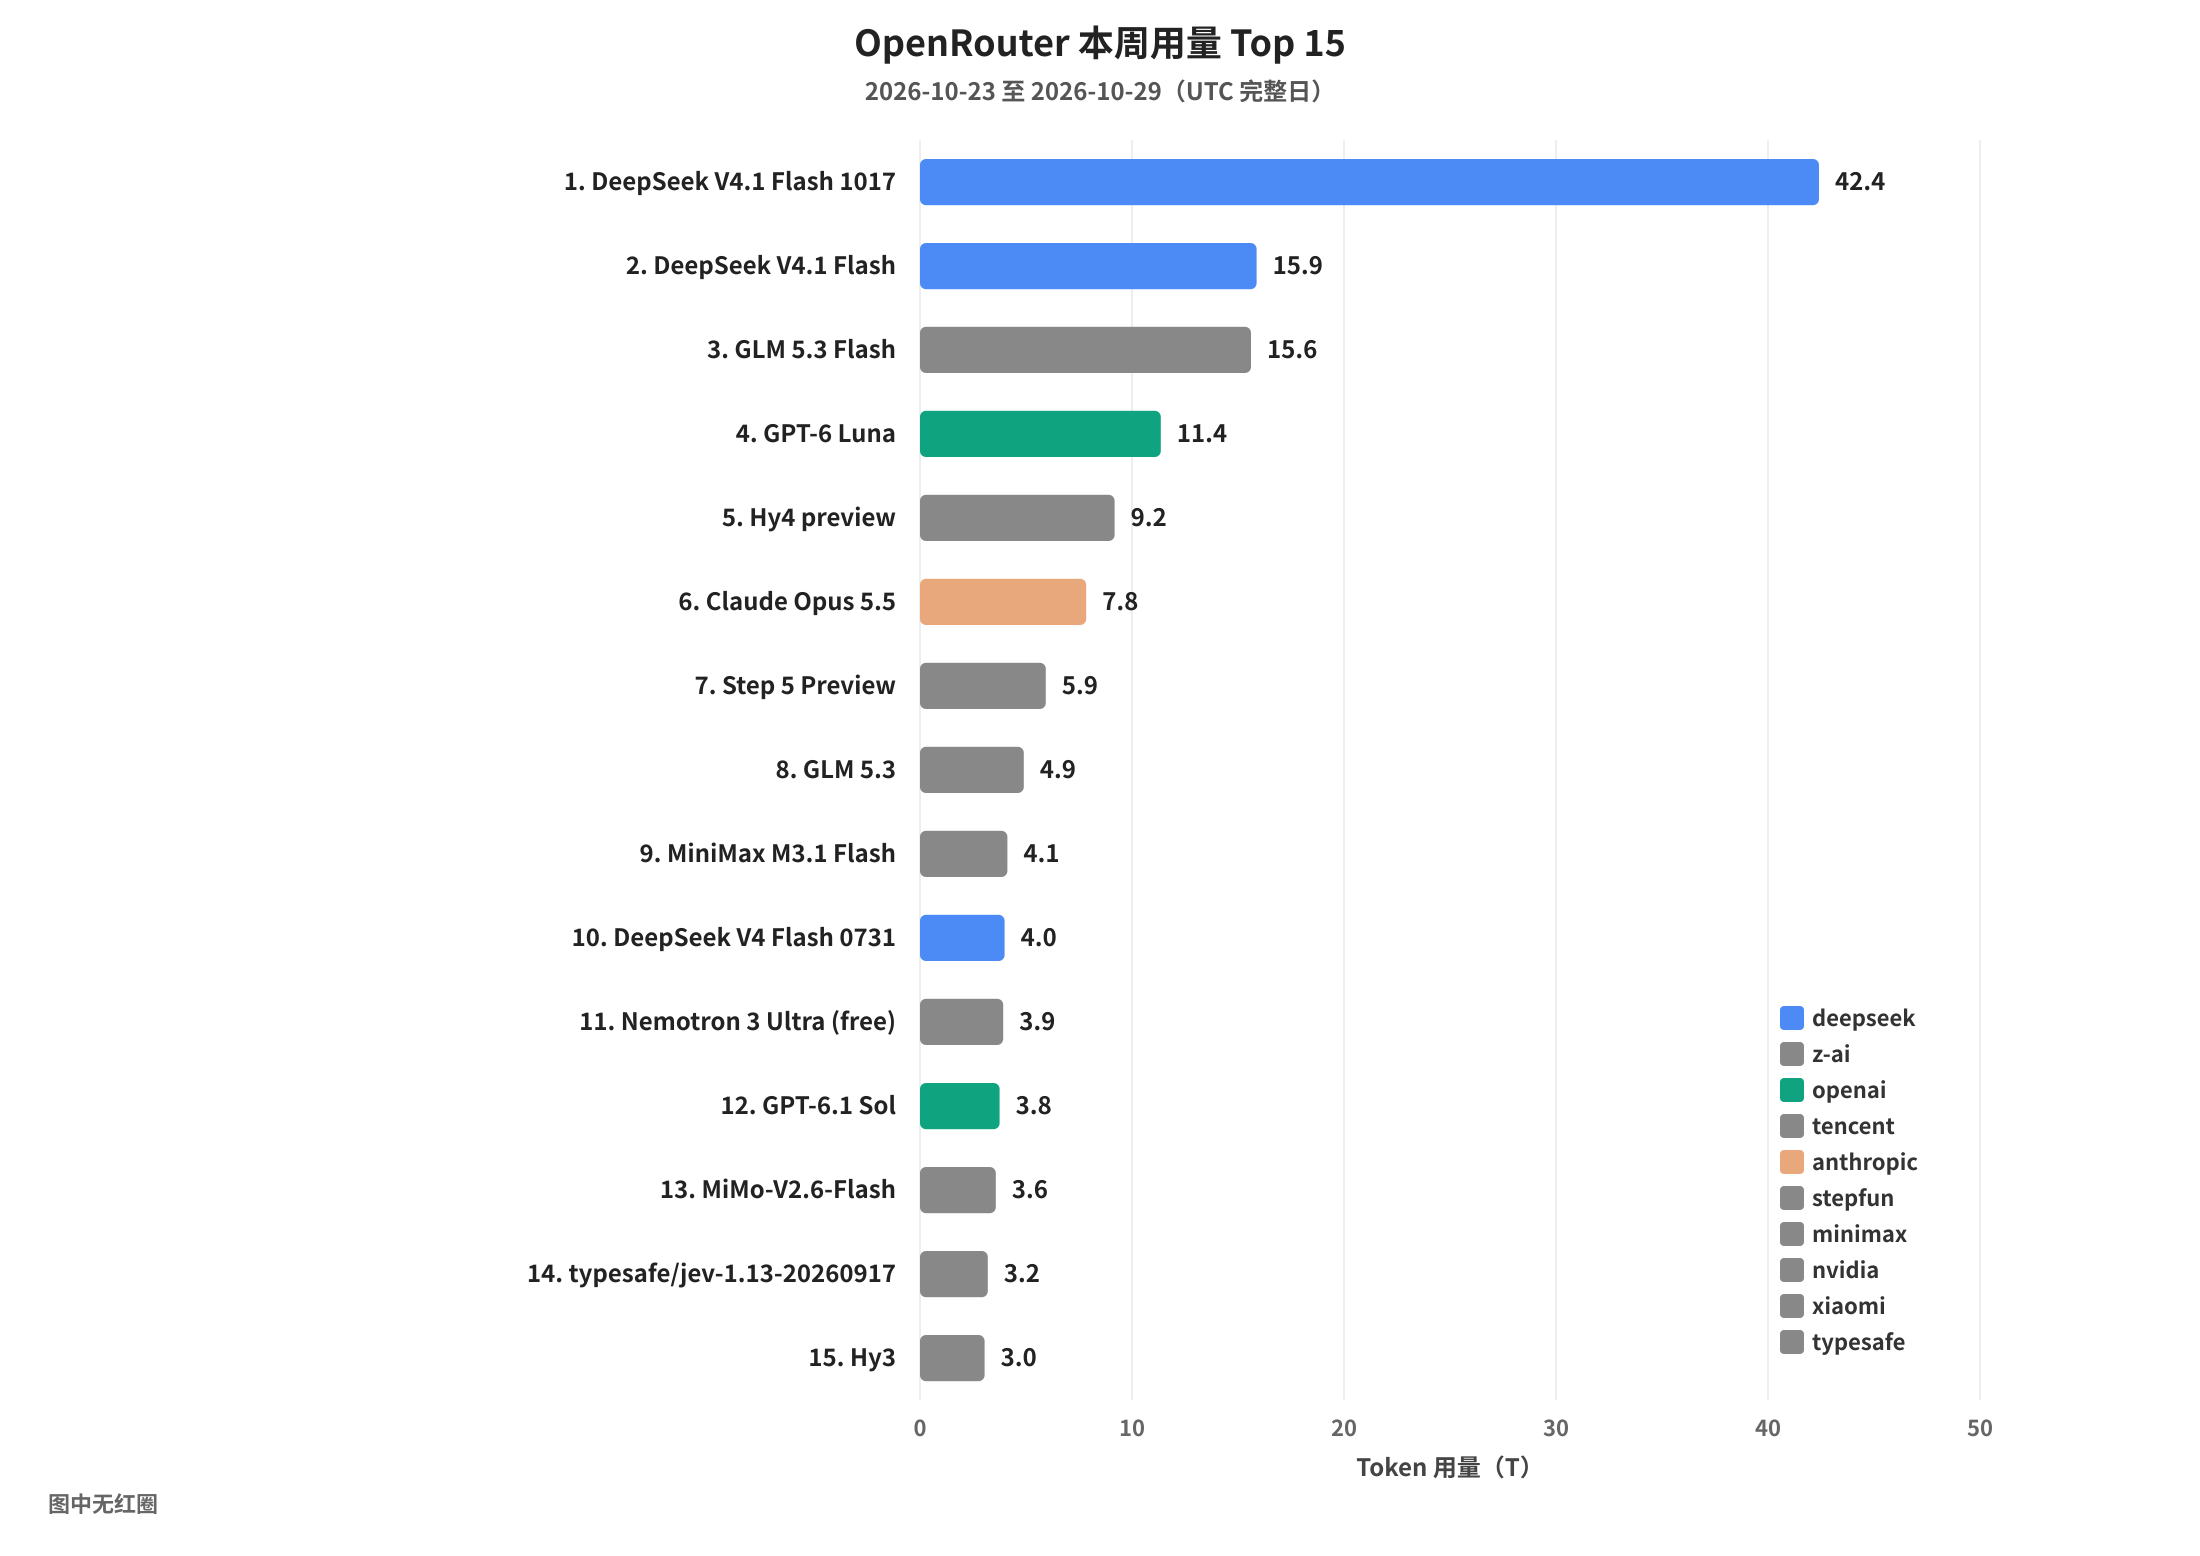 OpenRouter 本周用量 Top 15
2026-10-23 至 2026-10-29（UTC 完整日）
1. DeepSeek V4.1 Flash 1017 42.4
2. DeepSeek V4.1 Flash 15.9
3. GLM 5.3 Flash 15.6
4. GPT-6 Luna 11.4
5. Hy4 preview 9.2
6. Claude Opus 5.5 7.8
7. Step 5 Preview 5.9
8. GLM 5.3 4.9
9. MiniMax M3.1 Flash 4.1
10. DeepSeek V4 Flash 0731 4.0
11. Nemotron 3 Ultra (free) 3.9
12. GPT-6.1 Sol 3.8
13. MiMo-V2.6-Flash 3.6
14. typesafe/jev-1.13-20260917 3.2
15. Hy3 3.0
deepseek
z-ai
openai
tencent
anthropic
stepfun
minimax
nvidia
xiaomi
typesafe
0 10 20 30 40 50
Token 用量（T）
图中无红圈